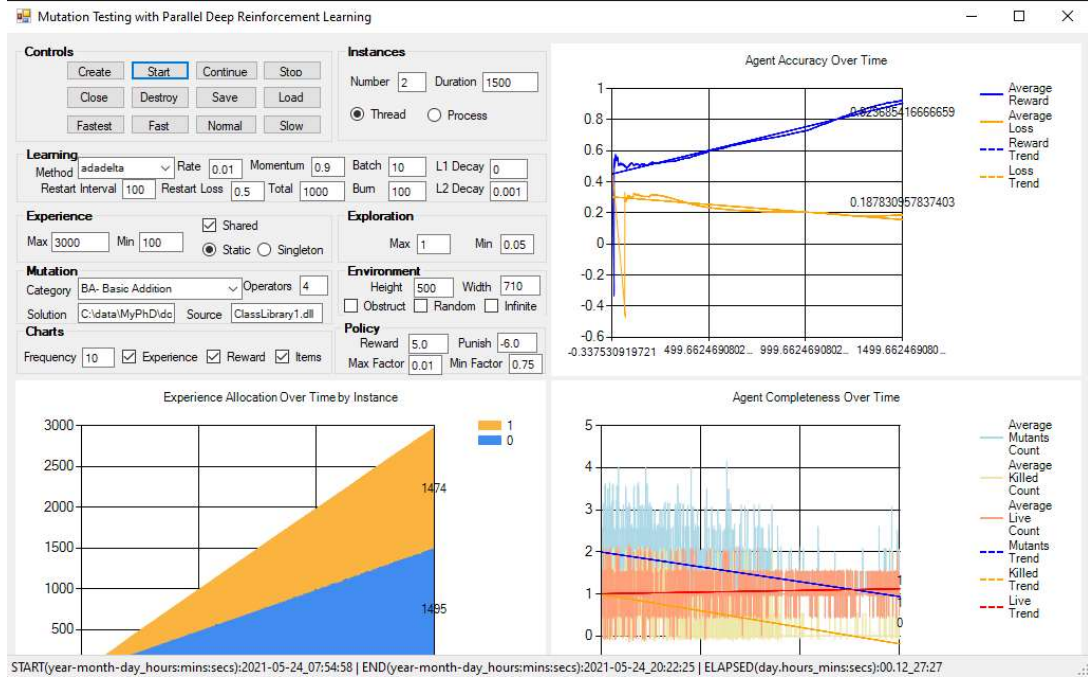 Mutation Testing with Parallel Deep Reinforcement Learning
Controls
Create Start Continue Stop
Close Destroy Save Load
Fastest Fast Normal Slow
Instances
Number 2 Duration 1500
Thread Process
Learning
Method adadelta Rate 0.01 Momentum 0.9 Batch 10 L1 Decay 0
Restart Interval 100 Restart Loss 0.5 Total 1000 Burn 100 L2 Decay 0.001
Experience
Shared
Max 3000 Min 100 Static Singleton
Exploration
Max 1 Min 0.05
Mutation
Category BA- Basic Addition Operators 4
Solution C:\data\MyPhD\dc Source ClassLibrary1.dll
Environment
Height 500 Width 710
Obstruct Random Infinite
Charts
Frequency 10 Experience Reward Items
Policy
Reward 5.0 Punish -6.0
Max Factor 0.01 Min Factor 0.75
Agent Accuracy Over Time
1
0.8
0.6
0.4
0.2
0
-0.2
-0.4
-0.6
0.923685416666659
0.187830957837403
-0.337530919721 499.6624690802... 999.6624690802... 1499.662469080...
Average
Reward
Average
Loss
Reward
Trend
Loss
Trend
Experience Allocation Over Time by Instance
3000
2500
2000
1500
1000
500
1474
1495
1
0
Agent Completeness Over Time
5
4
3
2
1
0
Average
Mutants
Count
Average
Killed
Count
Average
Live
Count
Mutants
Trend
Killed
Trend
Live
Trend
START(year-month-day_hours:mins:secs):2021-05-24_07:54:58 | END(year-month-day_hours:mins:secs):2021-05-24_20:22:25 | ELAPSED(day.hours_mins:secs):00.12_27:27